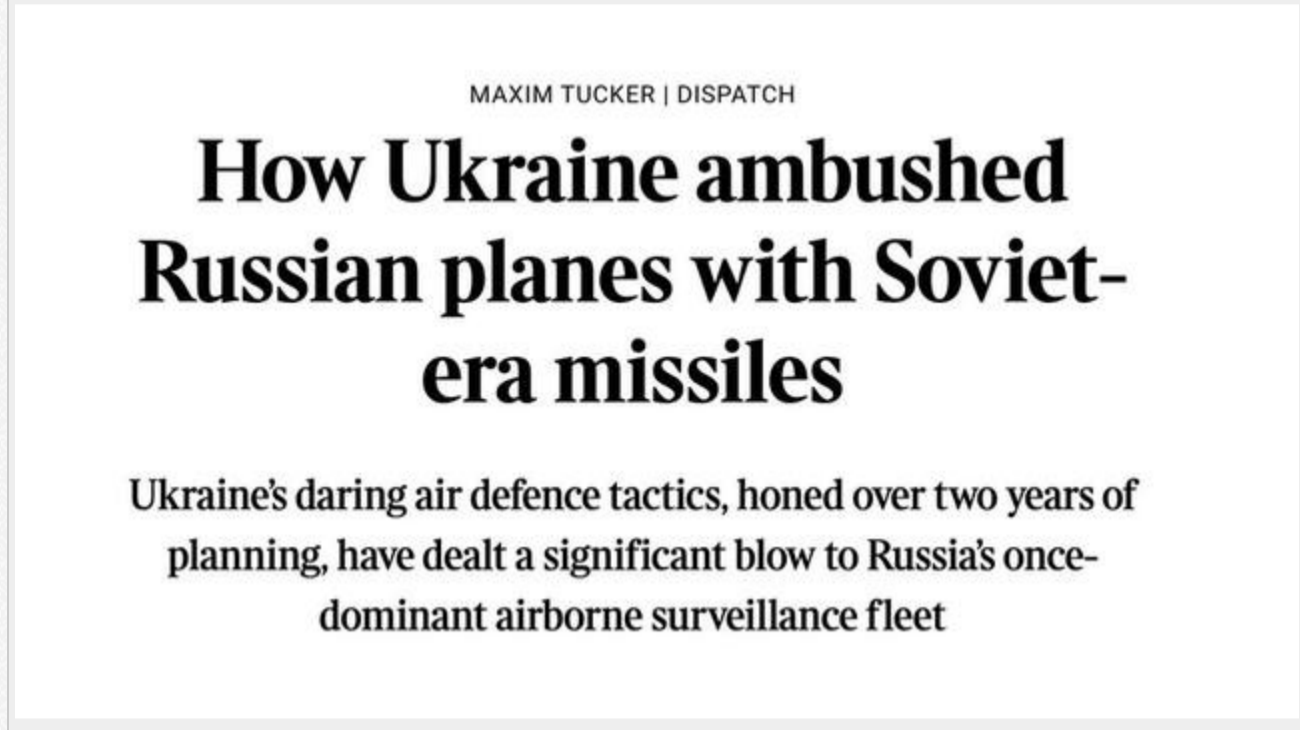 MAXIM TUCKER | DISPATCH
How Ukraine ambushed
Russian planes with Soviet-
era missiles
Ukraine's daring air defence tactics, honed over two years of
planning, have dealt a significant blow to Russia's once-
dominant airborne surveillance fleet